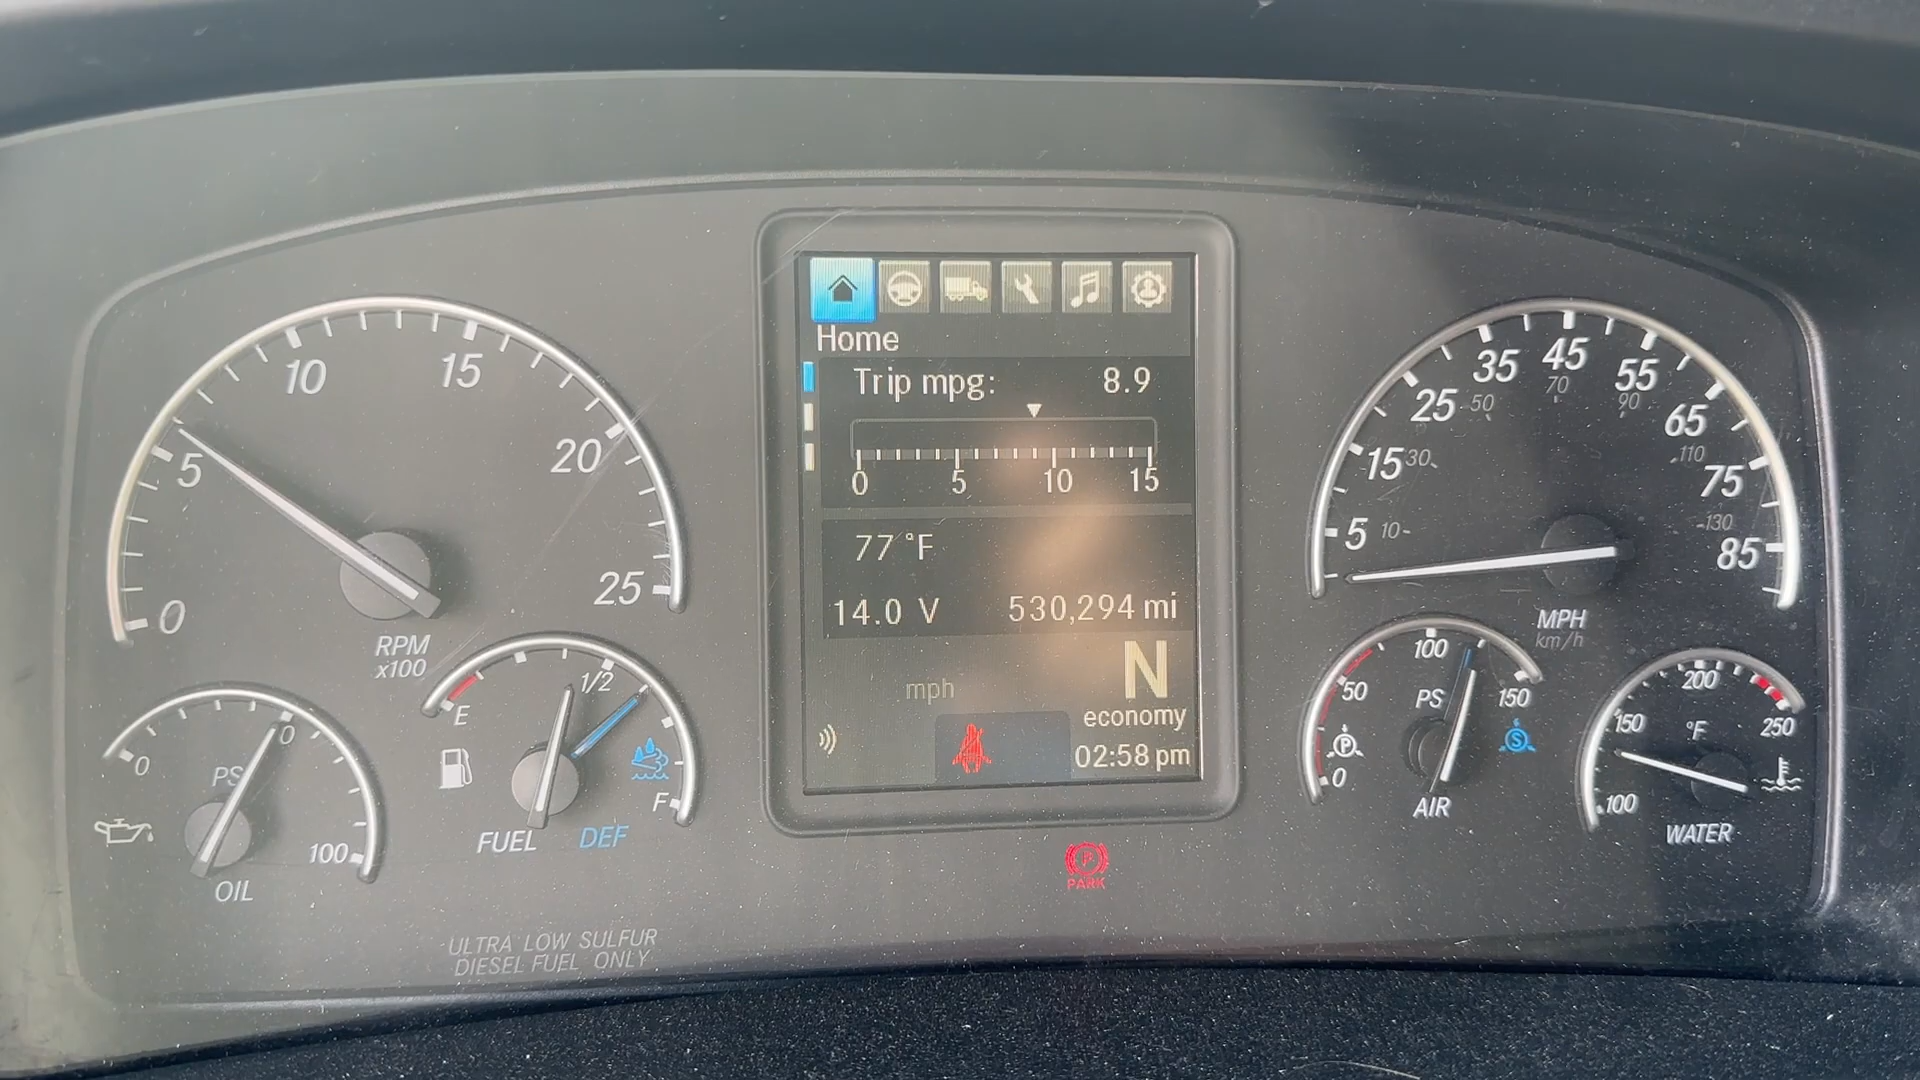 Home
Trip mpg: 8.9
0 5 10 15
77 °F
14.0 V 530,294 mi
N
mph
economy
02:58 pm
0 5 10 15 20 25
RPM
x100
E 1/2 F
FUEL DEF
0 0 100
PS
OIL
ULTRA LOW SULFUR
DIESEL FUEL ONLY
PARK
P
5 15 25 35 45 55 65 75 85
10 30 50 70 90 110 130
MPH
km/h
0 50 100 150
PS
P
S
AIR
100 150 200 250
°F
WATER